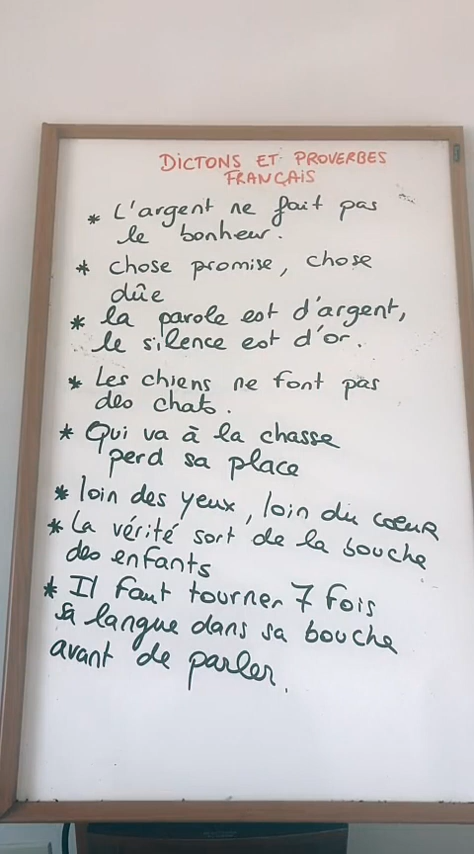 DICTONS ET PROVERBES
FRANÇAIS
* L'argent ne fait pas
le bonheur.
* chose promise, chose
dûe
* la parole est d'argent,
le silence est d'or.
* Les chiens ne font pas
des chats.
* Qui va à la chasse
perd sa place
* loin des yeux, loin du coeur
* La vérité sort de la bouche
des enfants
* Il faut tourner 7 fois
sa langue dans sa bouche
avant de parler.